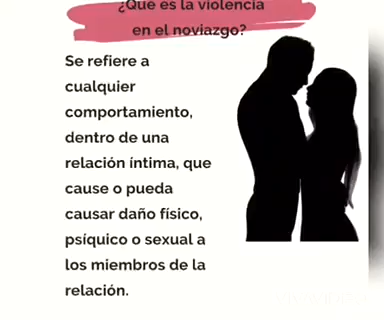 ¿Qué es la violencia
en el noviazgo?
Se refiere a
cualquier
comportamiento,
dentro de una
relación íntima, que
cause o pueda
causar daño físico,
psíquico o sexual a
los miembros de la
relación.